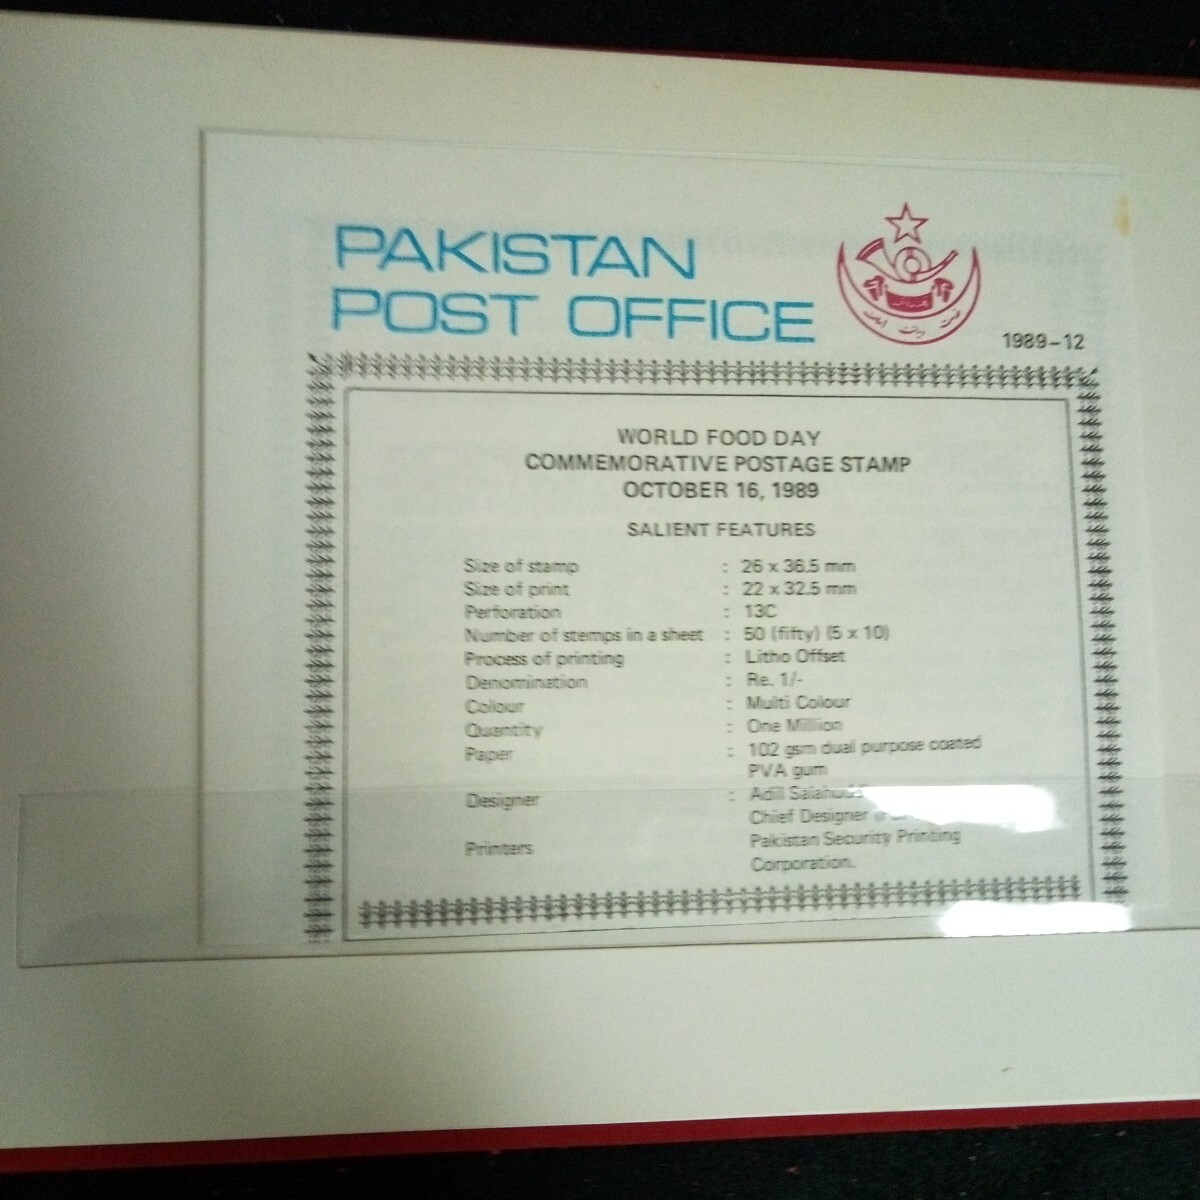 PAKISTAN
POST OFFICE
1989-12
WORLD FOOD DAY
COMMEMORATIVE POSTAGE STAMP
OCTOBER 16, 1989
SALIENT FEATURES
Size of stamp : 26 x 36.5 mm
Size of print : 22 x 32.5 mm
Perforation : 13C
Number of stemps in a sheet : 50 (fifty) (5 x 10)
Process of printing : Litho Offset
Denomination : Re. 1/-
Colour : Multi Colour
Quantity : One Million
Paper : 102 gsm dual purpose coated
PVA gum
Designer : Adil
Chief Designer
Printers Pakistan Security Printing
Corporation.